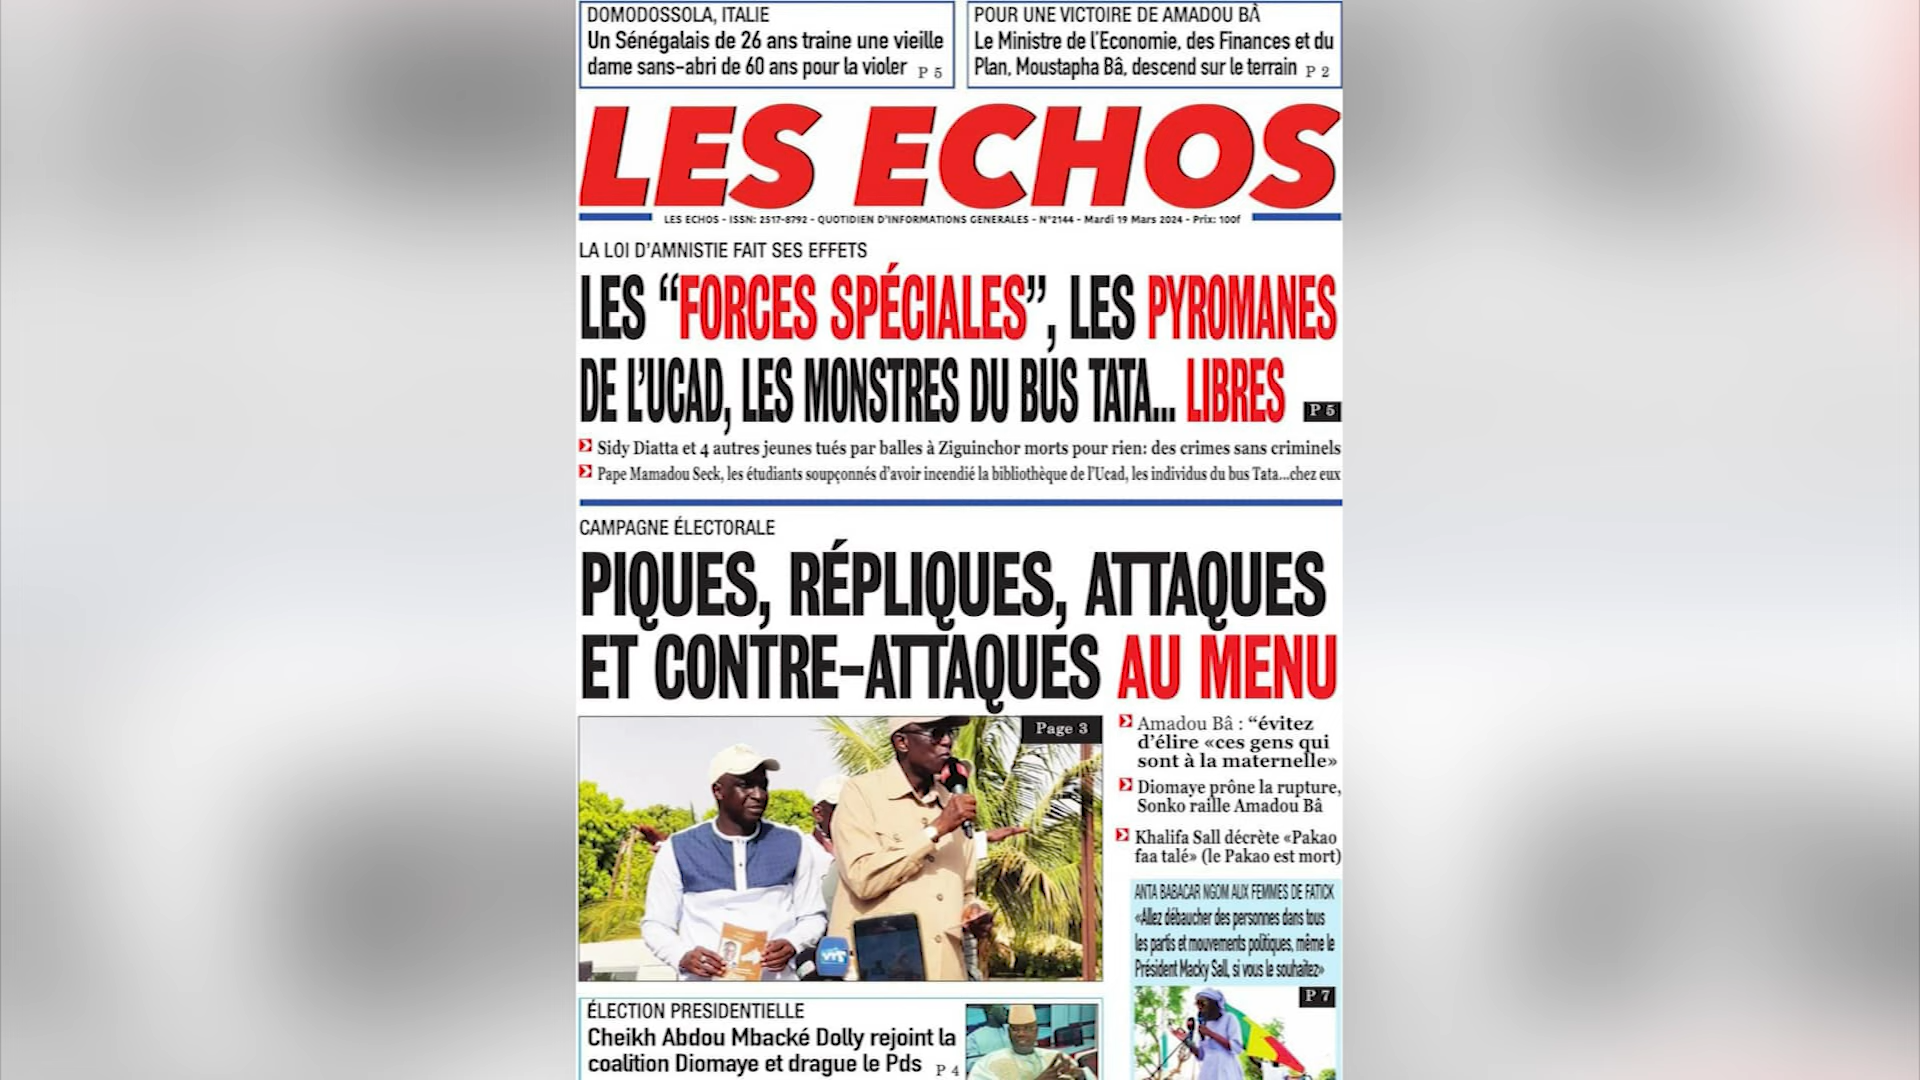 DOMODOSSOLA, ITALIE
Un Sénégalais de 26 ans traine une vieille
dame sans-abri de 60 ans pour la violer P 5
POUR UNE VICTOIRE DE AMADOU BÂ
Le Ministre de l'Economie, des Finances et du
Plan, Moustapha Bâ, descend sur le terrain P 2
LES ECHOS
LES ECHOS - ISSN: 2517-8792 - QUOTIDIEN D'INFORMATIONS GENERALES - N°2144 - Mardi 19 Mars 2024 - Prix: 100f
LA LOI D'AMNISTIE FAIT SES EFFETS
LES “FORCES SPÉCIALES”, LES PYROMANES
DE L'UCAD, LES MONSTRES DU BUS TATA... LIBRES P 5
Sidy Diatta et 4 autres jeunes tués par balles à Ziguinchor morts pour rien: des crimes sans criminels
Pape Mamadou Seck, les étudiants soupçonnés d'avoir incendié la bibliothèque de l'Ucad, les individus du bus Tata...chez eux
CAMPAGNE ÉLECTORALE
PIQUES, RÉPLIQUES, ATTAQUES
ET CONTRE-ATTAQUES AU MENU
Page 3
Amadou Bâ : “évitez
d'élire «ces gens qui
sont à la maternelle»
Diomaye prône la rupture,
Sonko raille Amadou Bâ
Khalifa Sall décrète «Pakao
faa talé» (le Pakao est mort)
ANTA BABACAR NGOM AUX FEMMES DE FATICK
«Allez débaucher des personnes dans tous
les partis et mouvements politiques, même le
Président Macky Sall, si vous le souhaitez»
P 7
ÉLECTION PRESIDENTIELLE
Cheikh Abdou Mbacké Dolly rejoint la
coalition Diomaye et drague le Pds P 4